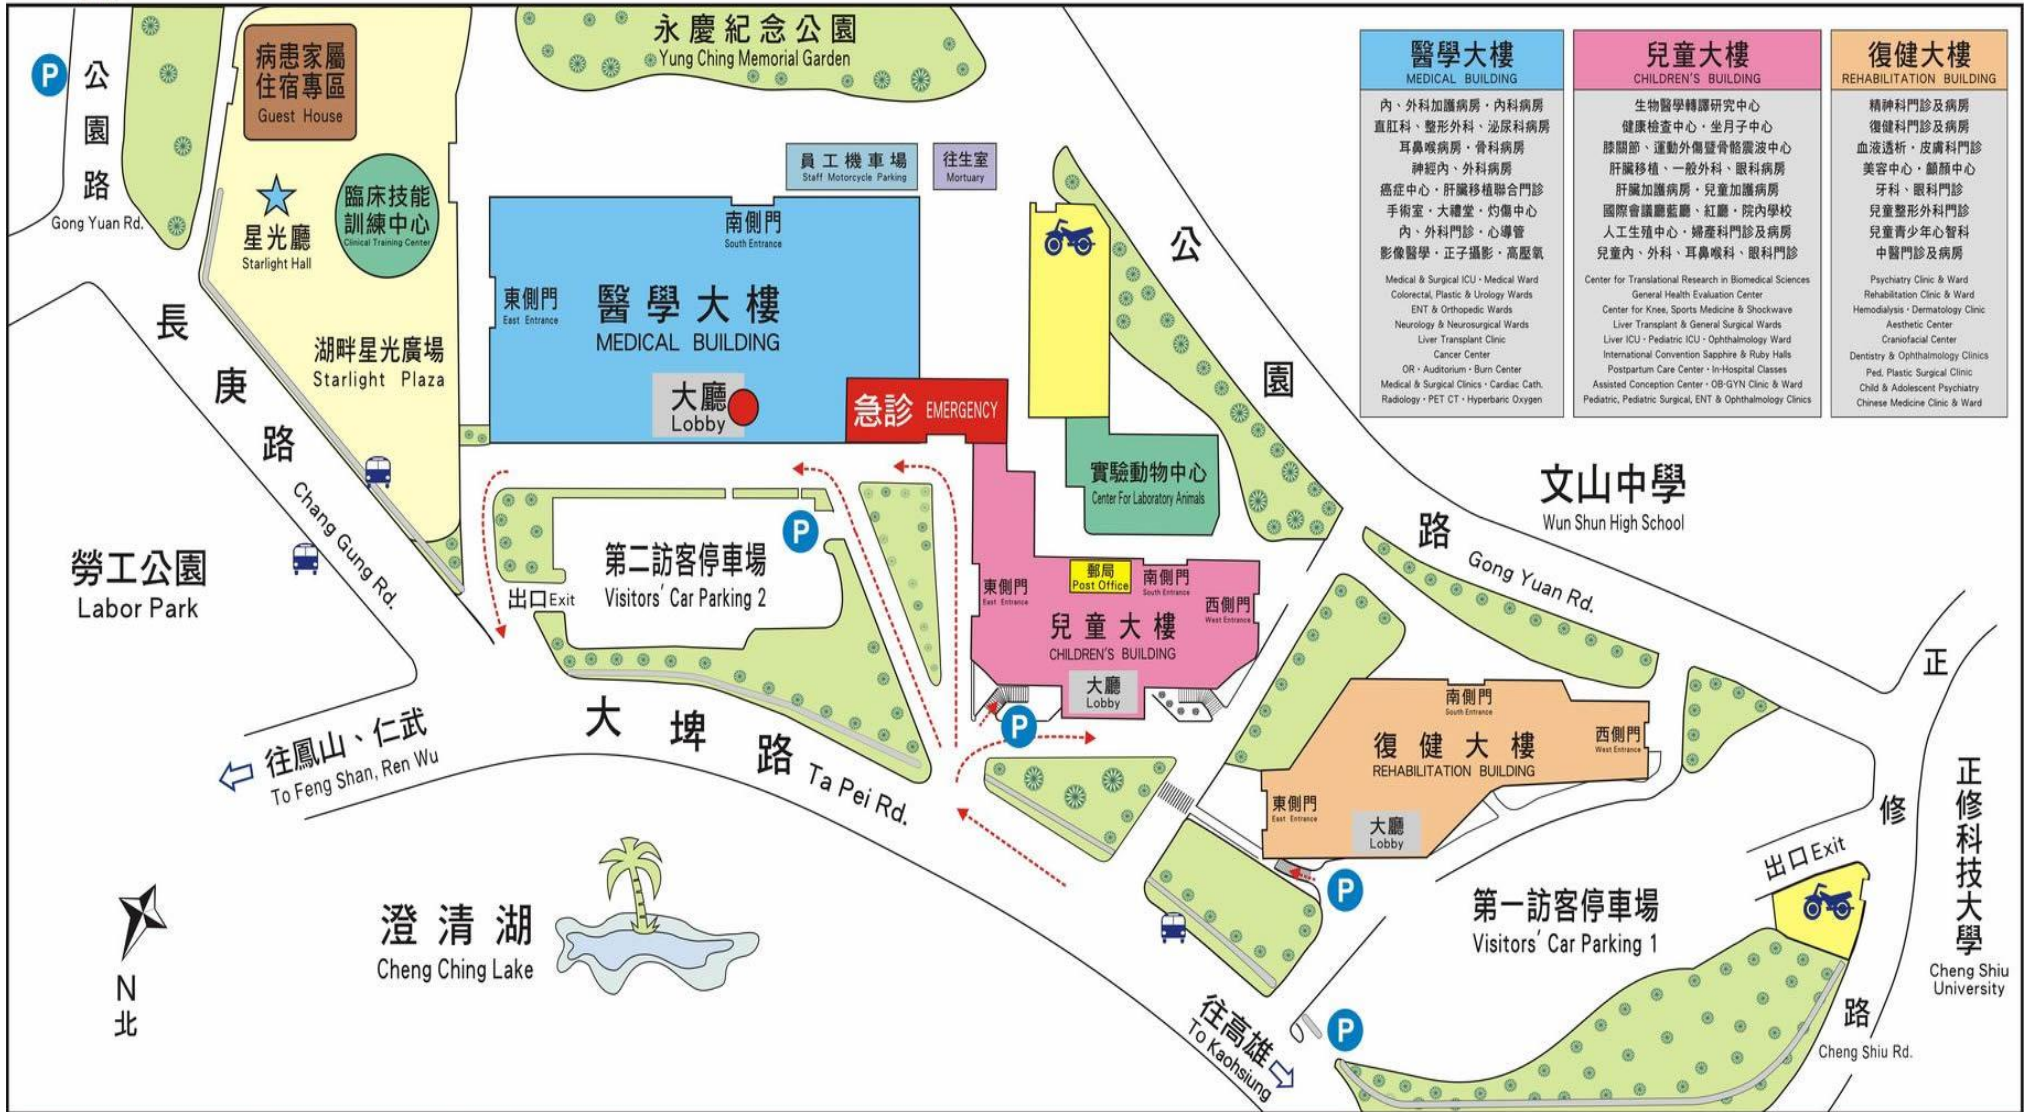 永慶紀念公園
Yung Ching Memorial Garden
病患家屬
住宿專區
Guest House
P
公園路
Gong Yuan Rd.
臨床技能
訓練中心
Clinical Training Center
星光廳
Starlight Hall
湖畔星光廣場
Starlight Plaza
員工機車場
Staff Motorcycle Parking
往生室
Mortuary
南側門
South Entrance
東側門
East Entrance
醫學大樓
MEDICAL BUILDING
大廳
Lobby
急診 EMERGENCY
長庚路
Chang Gung Rd.
公園路
Gong Yuan Rd.
實驗動物中心
Center For Laboratory Animals
文山中學
Wun Shun High School
醫學大樓
MEDICAL BUILDING
內、外科加護病房・內科病房
直肛科、整形外科、泌尿科病房
耳鼻喉病房・骨科病房
神經內、外科病房
癌症中心・肝臟移植聯合門診
手術室・大禮堂・灼傷中心
內、外科門診・心導管
影像醫學・正子攝影・高壓氧
Medical & Surgical ICU・Medical Ward
Colorectal, Plastic & Urology Wards
ENT & Orthopedic Wards
Neurology & Neurosurgical Wards
Liver Transplant Clinic
Cancer Center
OR・Auditorium・Burn Center
Medical & Surgical Clinics・Cardiac Cath.
Radiology・PET CT・Hyperbaric Oxygen
兒童大樓
CHILDREN'S BUILDING
生物醫學轉譯研究中心
健康檢查中心・坐月子中心
膝關節、運動外傷暨骨骼震波中心
肝臟移植、一般外科、眼科病房
肝臟加護病房・兒童加護病房
國際會議廳藍廳、紅廳・院內學校
人工生殖中心・婦產科門診及病房
兒童內、外科、耳鼻喉科、眼科門診
Center for Translational Research in Biomedical Sciences
General Health Evaluation Center
Center for Knee, Sports Medicine & Shockwave
Liver Transplant & General Surgical Wards
Liver ICU・Pediatric ICU・Ophthalmology Ward
International Convention Sapphire & Ruby Halls
Postpartum Care Center・In-Hospital Classes
Assisted Conception Center・OB-GYN Clinic & Ward
Pediatric, Pediatric Surgical, ENT & Ophthalmology Clinics
復健大樓
REHABILITATION BUILDING
精神科門診及病房
復健科門診及病房
血液透析・皮膚科門診
美容中心・顱顏中心
牙科、眼科門診
兒童整形外科門診
兒童青少年心智科
中醫門診及病房
Psychiatry Clinic & Ward
Rehabilitation Clinic & Ward
Hemodialysis・Dermatology Clinic
Aesthetic Center
Craniofacial Center
Dentistry & Ophthalmology Clinics
Ped. Plastic Surgical Clinic
Child & Adolescent Psychiatry
Chinese Medicine Clinic & Ward
勞工公園
Labor Park
P
第二訪客停車場
Visitors' Car Parking 2
出口 Exit
郵局
Post Office
東側門
East Entrance
南側門
South Entrance
西側門
West Entrance
兒童大樓
CHILDREN'S BUILDING
大廳
Lobby
P
往鳳山、仁武
To Feng Shan, Ren Wu
大埤路 Ta Pei Rd.
南側門
South Entrance
西側門
West Entrance
復健大樓
REHABILITATION BUILDING
東側門
East Entrance
大廳
Lobby
P
正修路
Cheng Shiu Rd.
正修科技大學
Cheng Shiu
University
出口 Exit
第一訪客停車場
Visitors' Car Parking 1
P
往高雄
To Kaohsiung
澄清湖
Cheng Ching Lake
N
北